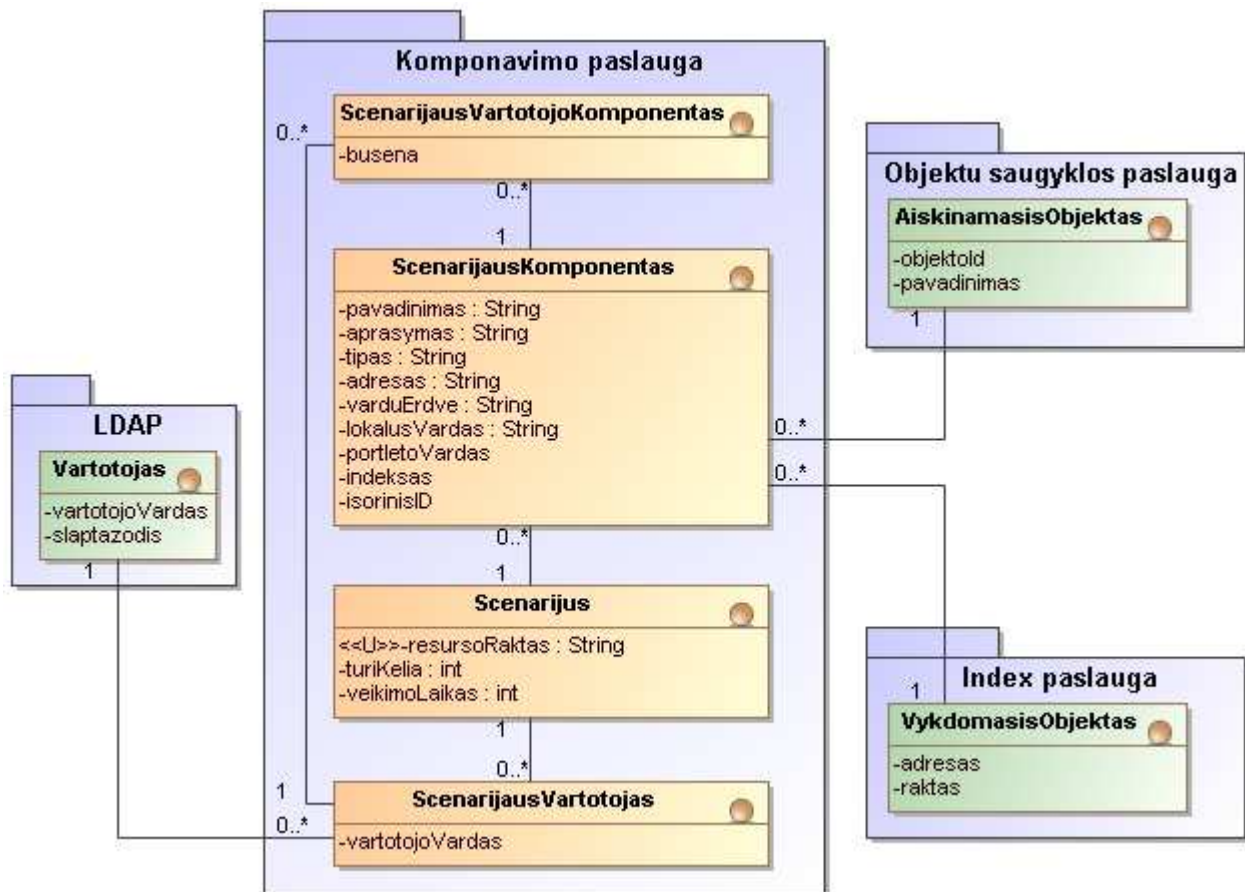 Komponavimo paslauga
ScenarijausVartotojoKomponentas
-busena
0..*
0..*
1
ScenarijausKomponentas
-pavadinimas : String
-aprasymas : String
-tipas : String
-adresas : String
-varduErdve : String
-lokalusVardas : String
-portletoVardas
-indeksas
-isorinisID
0..*
0..*
0..*
1
Scenarijus
<<U>>-resursoRaktas : String
-turiKelia : int
-veikimoLaikas : int
1
0..*
1
0..*
ScenarijausVartotojas
-vartotojoVardas
LDAP
Vartotojas
-vartotojoVardas
-slaptazodis
1
Objektu saugyklos paslauga
AiskinamasisObjektas
-objektoId
-pavadinimas
1
Index paslauga
1
VykdomasisObjektas
-adresas
-raktas